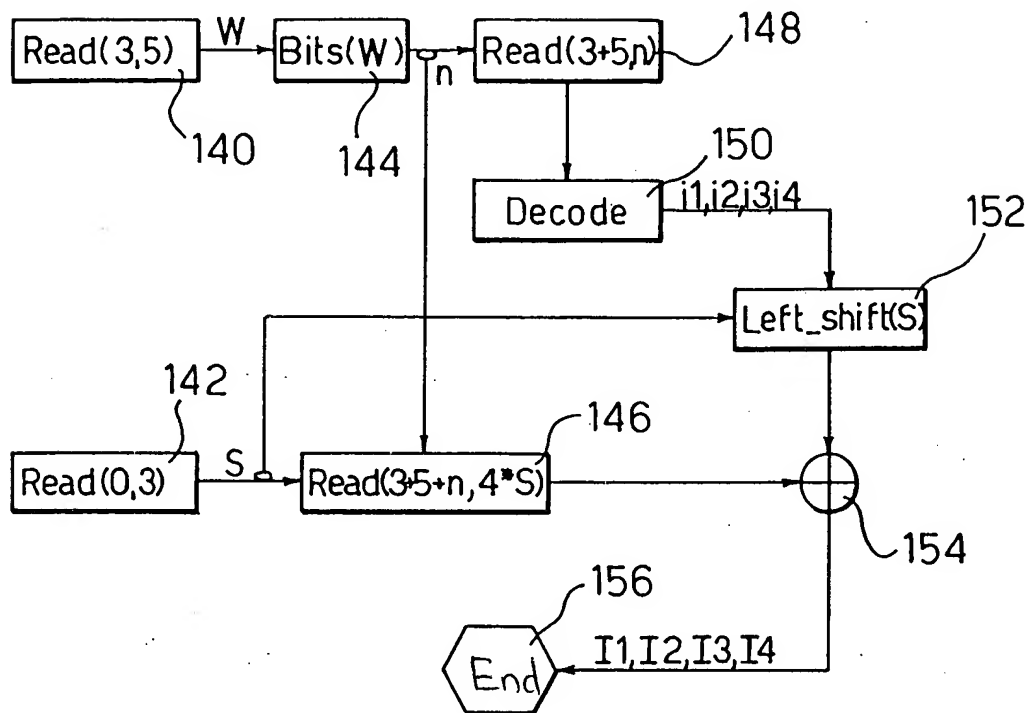 Read(3,5)
W
Bits(W)
n
Read(3+5,n)
148
140
144
150
Decode
i1,i2,i3,i4
152
Left_shift(S)
142
146
Read(0,3)
S
Read(3+5+n,4*S)
154
156
End
I1,I2,I3,I4